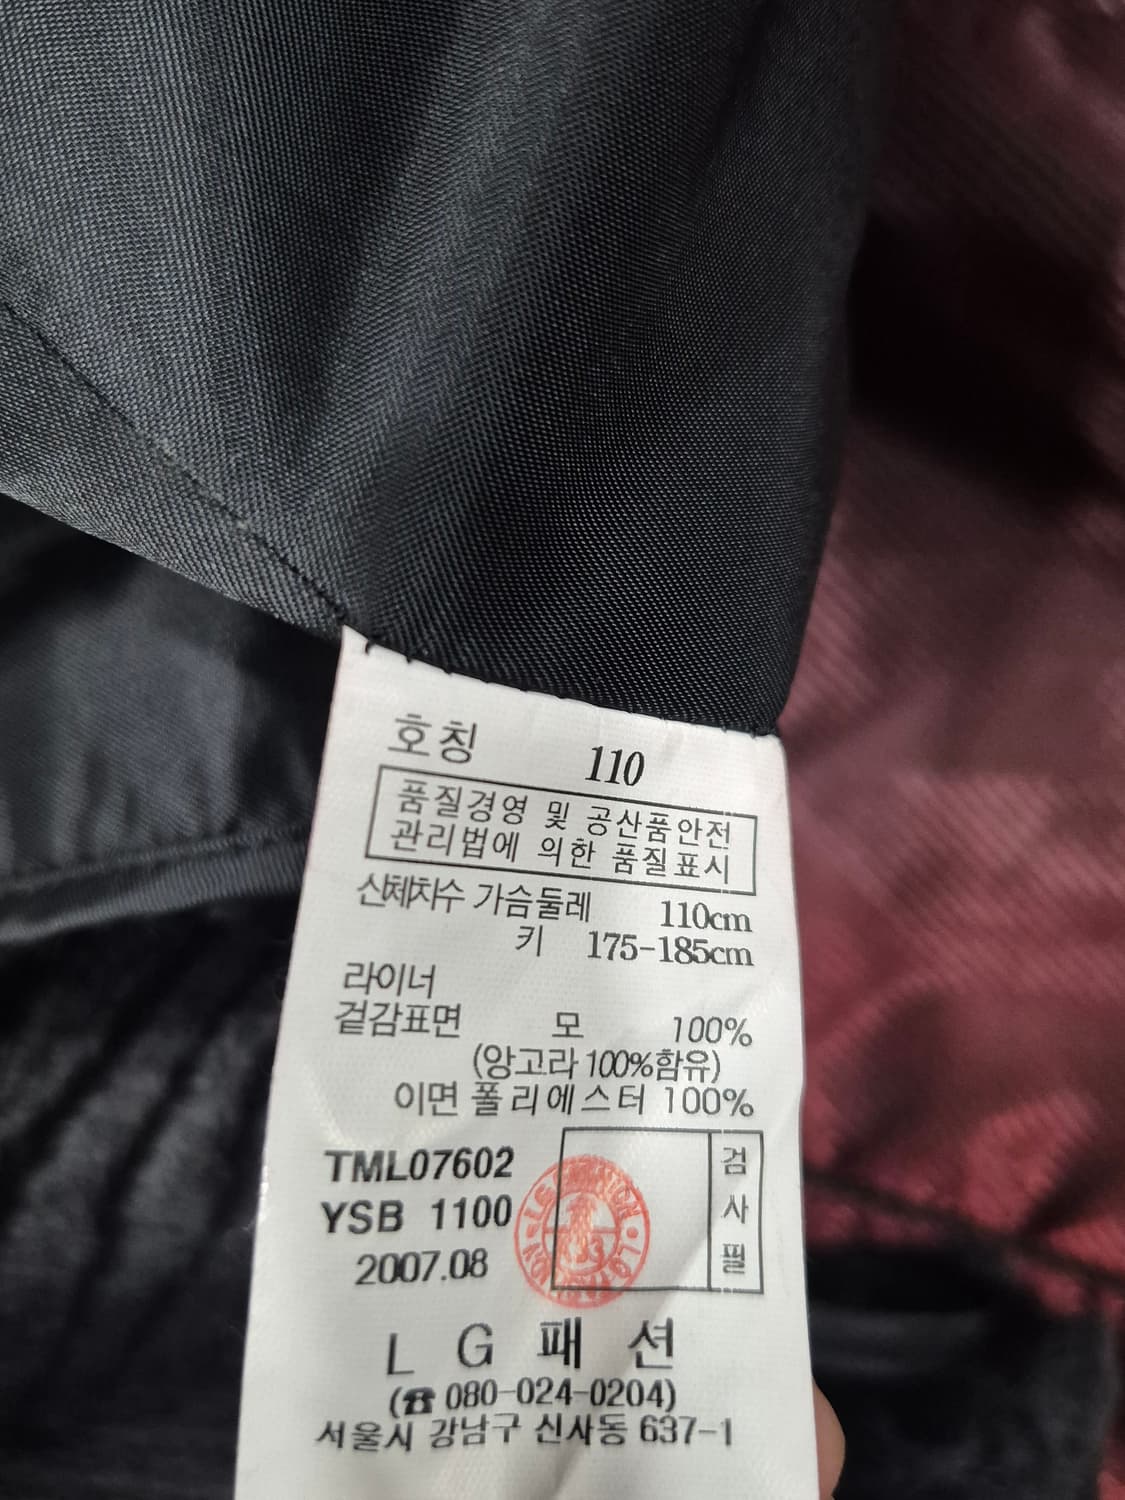 호칭 110
품질경영 및 공산품안전
관리법에 의한 품질표시
신체치수 가슴둘레 110cm
키 175-185cm
라이너
겉감표면 모 100%
(앙고라 100%함유)
이면 폴리에스터 100%
TML07602
YSB 1100
2007.08
검사필
LG패션
(☎ 080-024-0204)
서울시 강남구 신사동 637-1